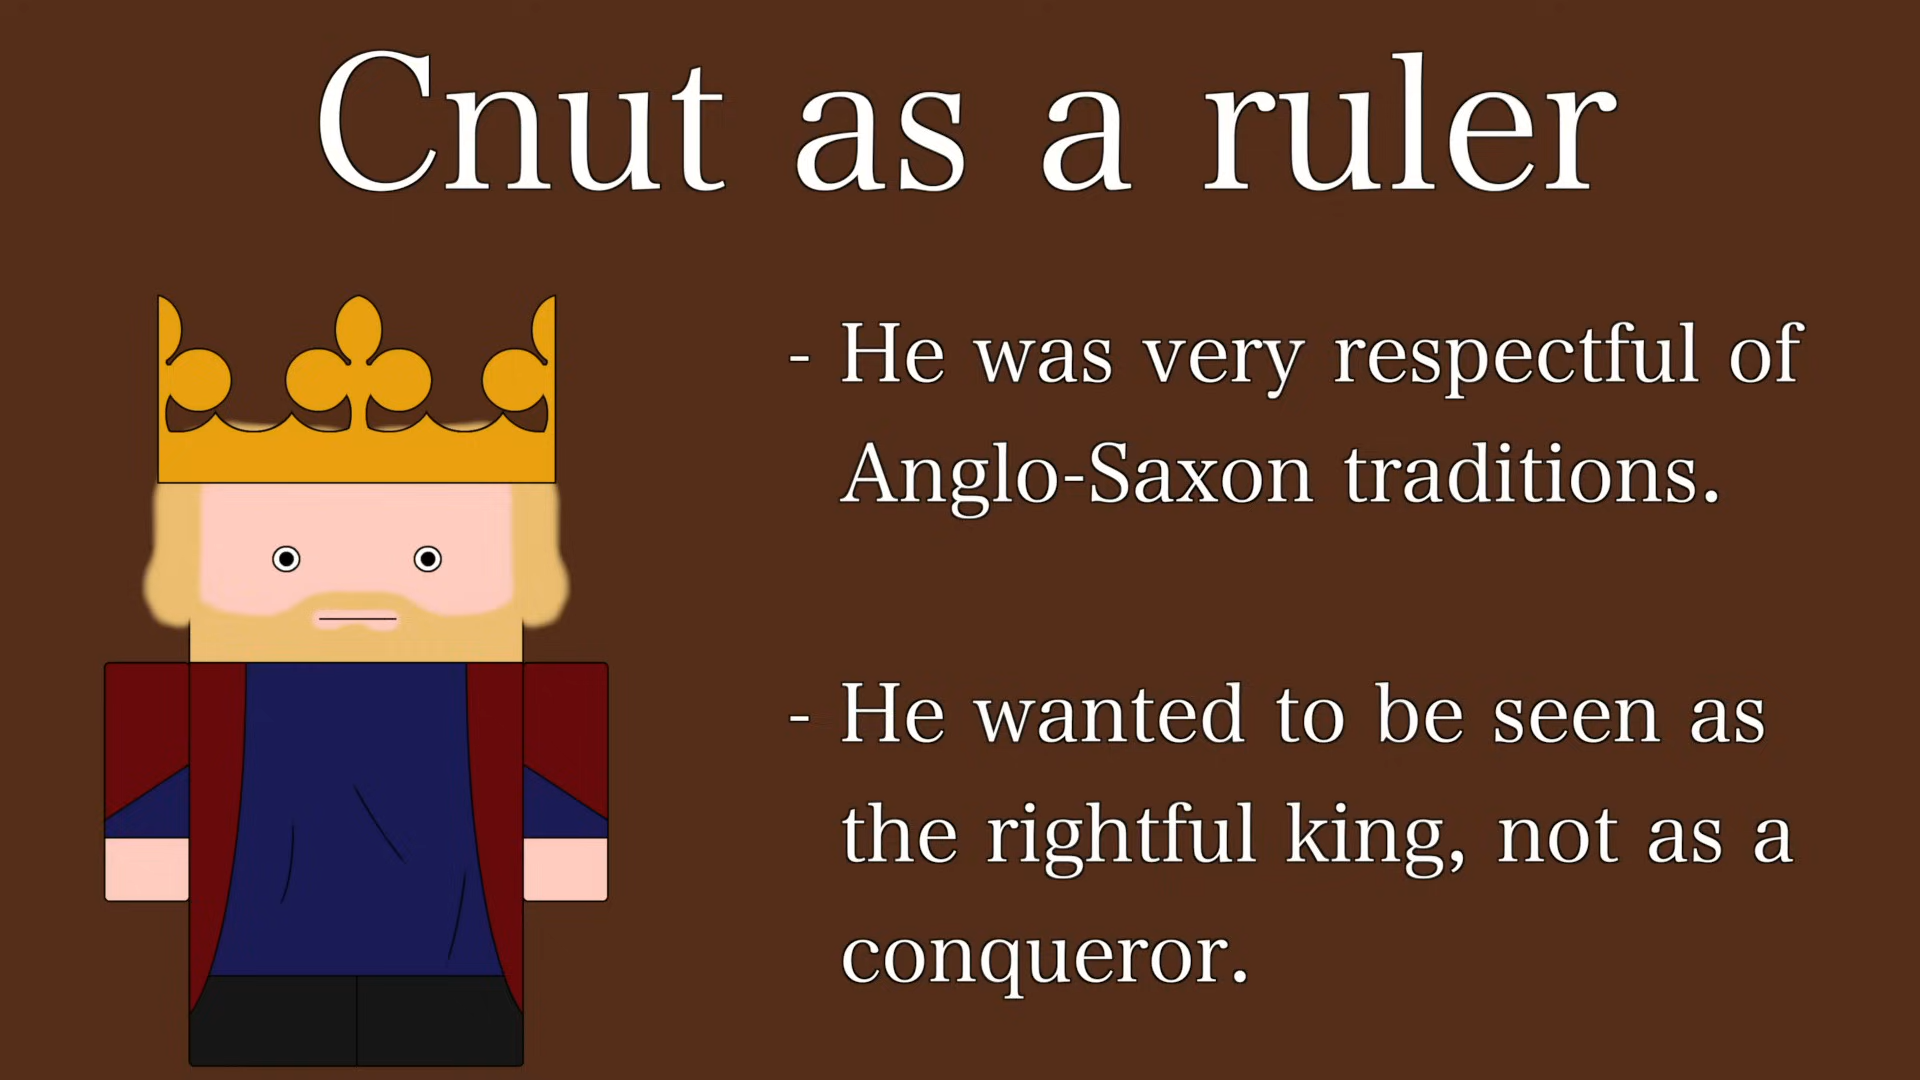 Cnut as a ruler
- He was very respectful of
Anglo-Saxon traditions.
- He wanted to be seen as
the rightful king, not as a
conqueror.